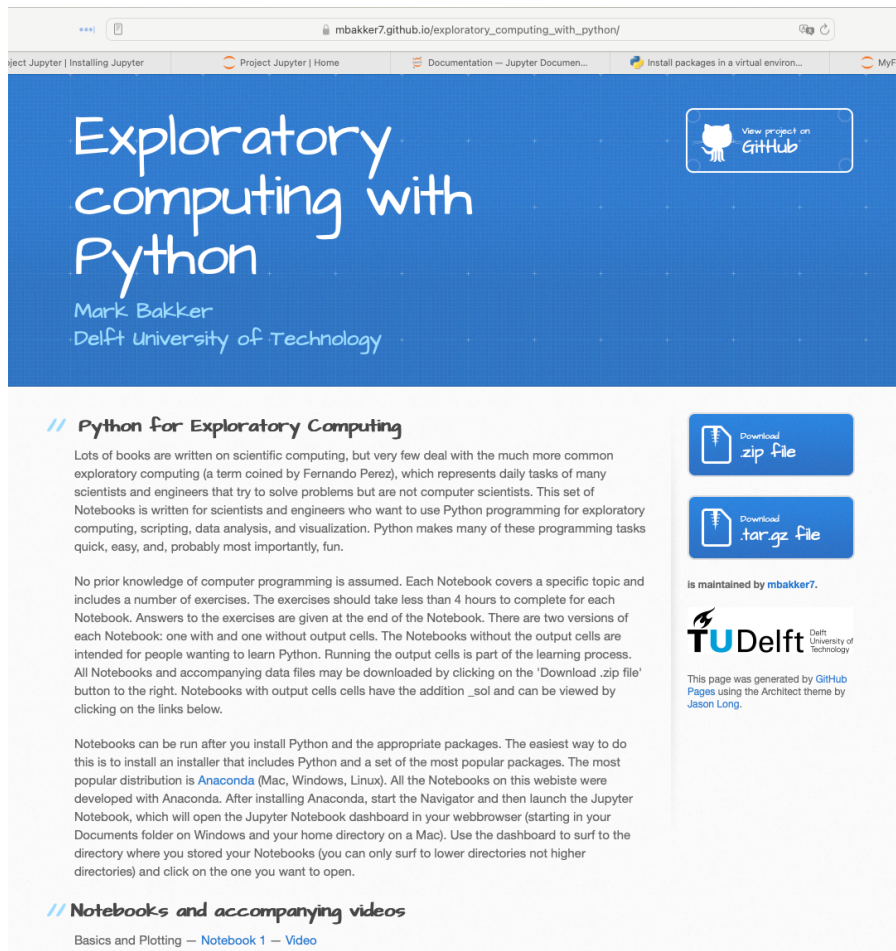 mbakker7.github.io/exploratory_computing_with_python/
ject Jupyter | Installing Jupyter
Project Jupyter | Home
Documentation — Jupyter Documen...
Install packages in a virtual environ...
MyF
Exploratory
computing with
Python
Mark Bakker
Delft University of Technology
View project on
GitHub
// Python for Exploratory Computing
Lots of books are written on scientific computing, but very few deal with the much more common
exploratory computing (a term coined by Fernando Perez), which represents daily tasks of many
scientists and engineers that try to solve problems but are not computer scientists. This set of
Notebooks is written for scientists and engineers who want to use Python programming for exploratory
computing, scripting, data analysis, and visualization. Python makes many of these programming tasks
quick, easy, and, probably most importantly, fun.
No prior knowledge of computer programming is assumed. Each Notebook covers a specific topic and
includes a number of exercises. The exercises should take less than 4 hours to complete for each
Notebook. Answers to the exercises are given at the end of the Notebook. There are two versions of
each Notebook: one with and one without output cells. The Notebooks without the output cells are
intended for people wanting to learn Python. Running the output cells is part of the learning process.
All Notebooks and accompanying data files may be downloaded by clicking on the 'Download .zip file'
button to the right. Notebooks with output cells cells have the addition _sol and can be viewed by
clicking on the links below.
Notebooks can be run after you install Python and the appropriate packages. The easiest way to do
this is to install an installer that includes Python and a set of the most popular packages. The most
popular distribution is Anaconda (Mac, Windows, Linux). All the Notebooks on this webiste were
developed with Anaconda. After installing Anaconda, start the Navigator and then launch the Jupyter
Notebook, which will open the Jupyter Notebook dashboard in your webbrowser (starting in your
Documents folder on Windows and your home directory on a Mac). Use the dashboard to surf to the
directory where you stored your Notebooks (you can only surf to lower directories not higher
directories) and click on the one you want to open.
// Notebooks and accompanying videos
Basics and Plotting — Notebook 1 — Video
Download
.zip file
Download
.tar.gz file
is maintained by mbakker7.
TUDelft
Delft
University of
Technology
This page was generated by GitHub
Pages using the Architect theme by
Jason Long.